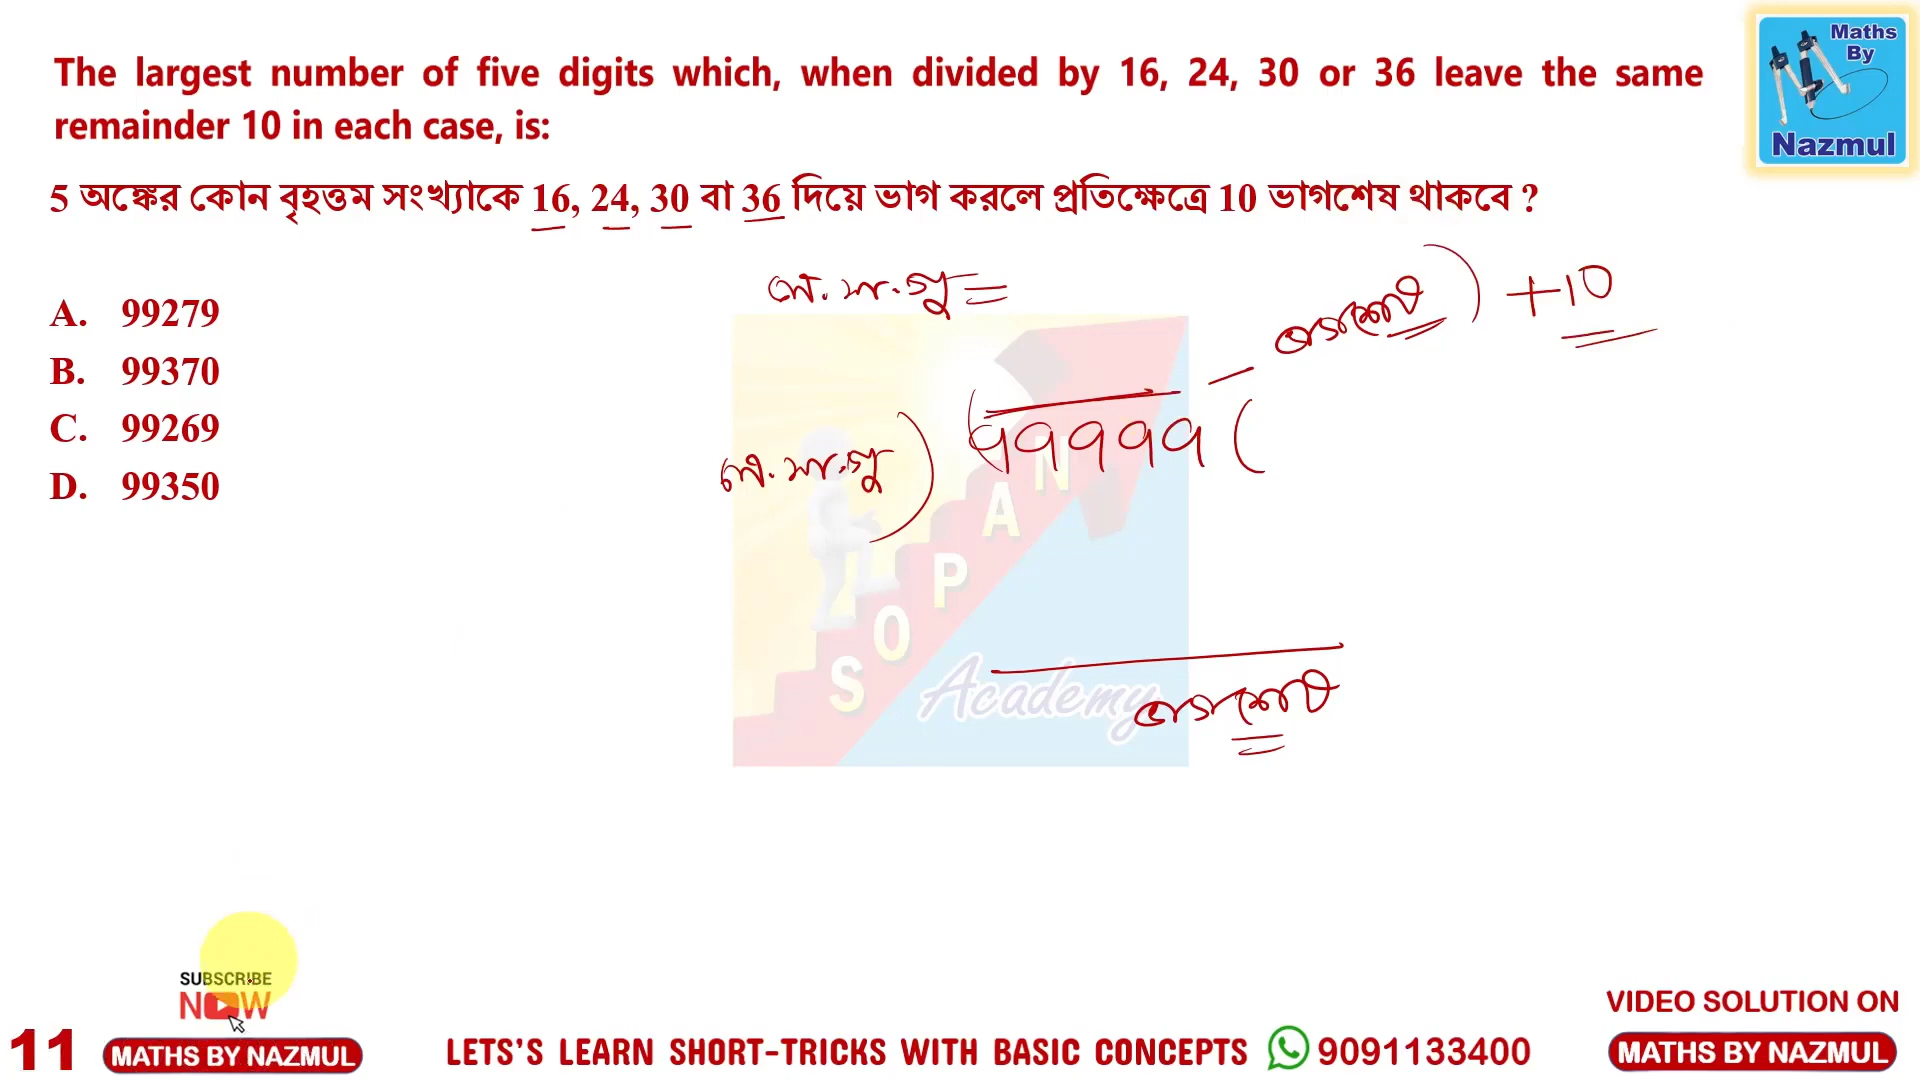 The largest number of five digits which, when divided by 16, 24, 30 or 36 leave the same
remainder 10 in each case, is:
5 অঙ্কের কোন বৃহত্তম সংখ্যাকে 16, 24, 30 বা 36 দিয়ে ভাগ করলে প্রতিক্ষেত্রে 10 ভাগশেষ থাকবে ?
Maths
By
Nazmul
A. 99279
B. 99370
C. 99269
D. 99350
ল. সা. গু =
– ভাগশেষ) + 10
ল. সা. গু ) (99999 (
ভাগশেষ
SOPAN
Academy
SUBSCRIBE
NOW
11
MATHS BY NAZMUL
LETS'S LEARN SHORT-TRICKS WITH BASIC CONCEPTS
9091133400
VIDEO SOLUTION ON
MATHS BY NAZMUL